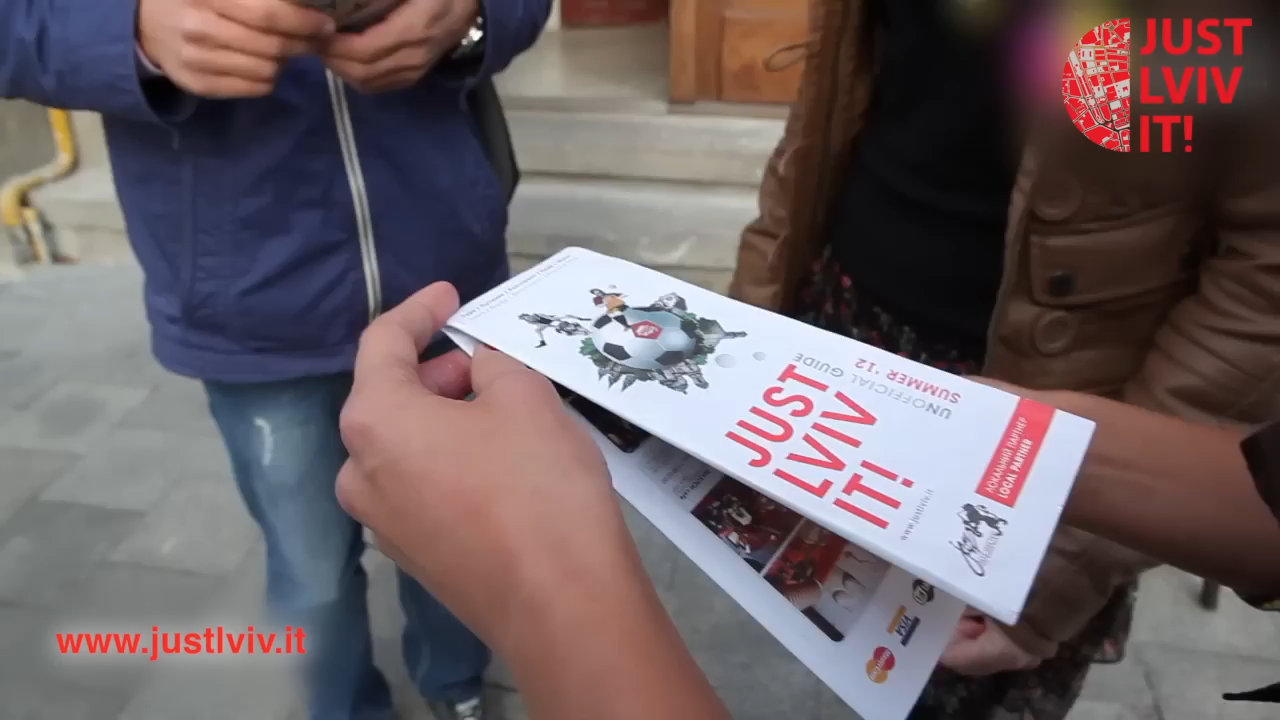 JUST
LVIV
IT!
JUST
LVIV
IT!
UNOFFICIAL GUIDE
SUMMER '12
www.justlviv.it
ЛОКАЛЬНИЙ ПАРТНЕР
LOCAL PARTNER
VISA
www.justlviv.it